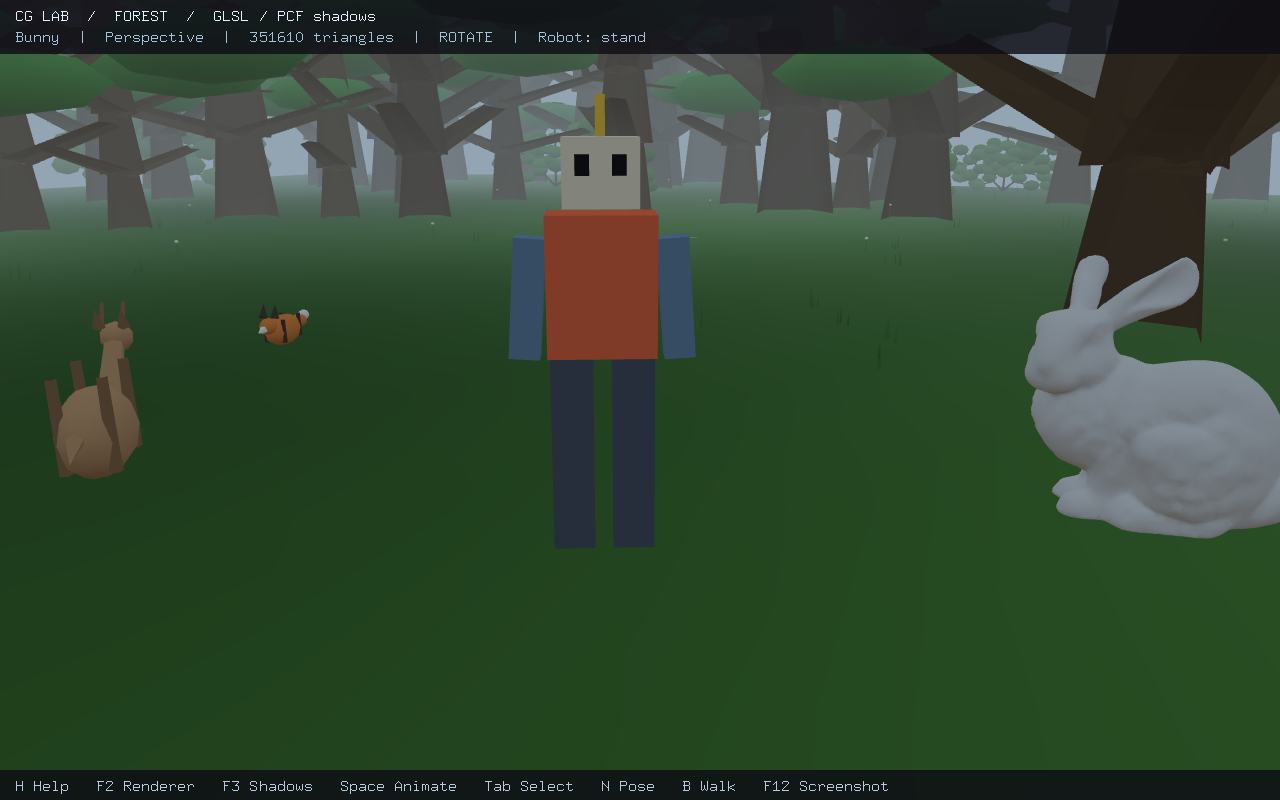 CG LAB / FOREST / GLSL / PCF shadows
Bunny | Perspective | 351610 triangles | ROTATE | Robot: stand
H Help F2 Renderer F3 Shadows Space Animate Tab Select N Pose B Walk F12 Screenshot